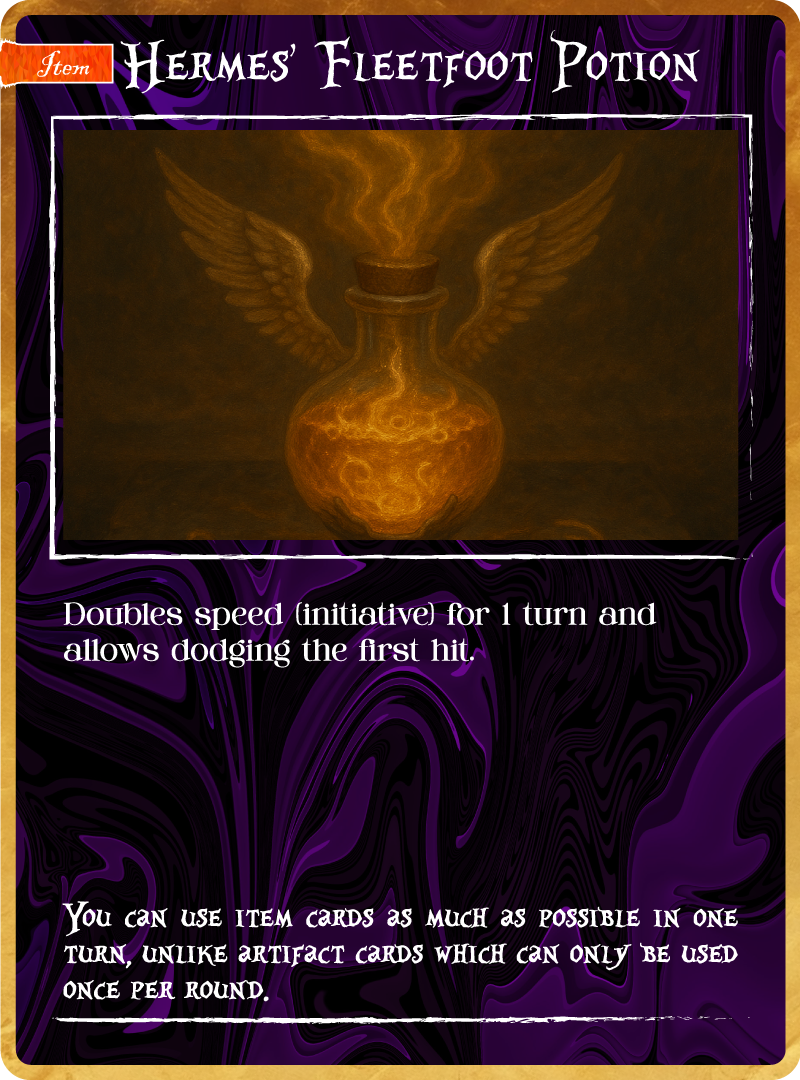 Item
Hermes' Fleetfoot Potion
Doubles speed (initiative) for 1 turn and
allows dodging the first hit.
You can use item cards as much as possible in one
turn, unlike artifact cards which can only be used
once per round.